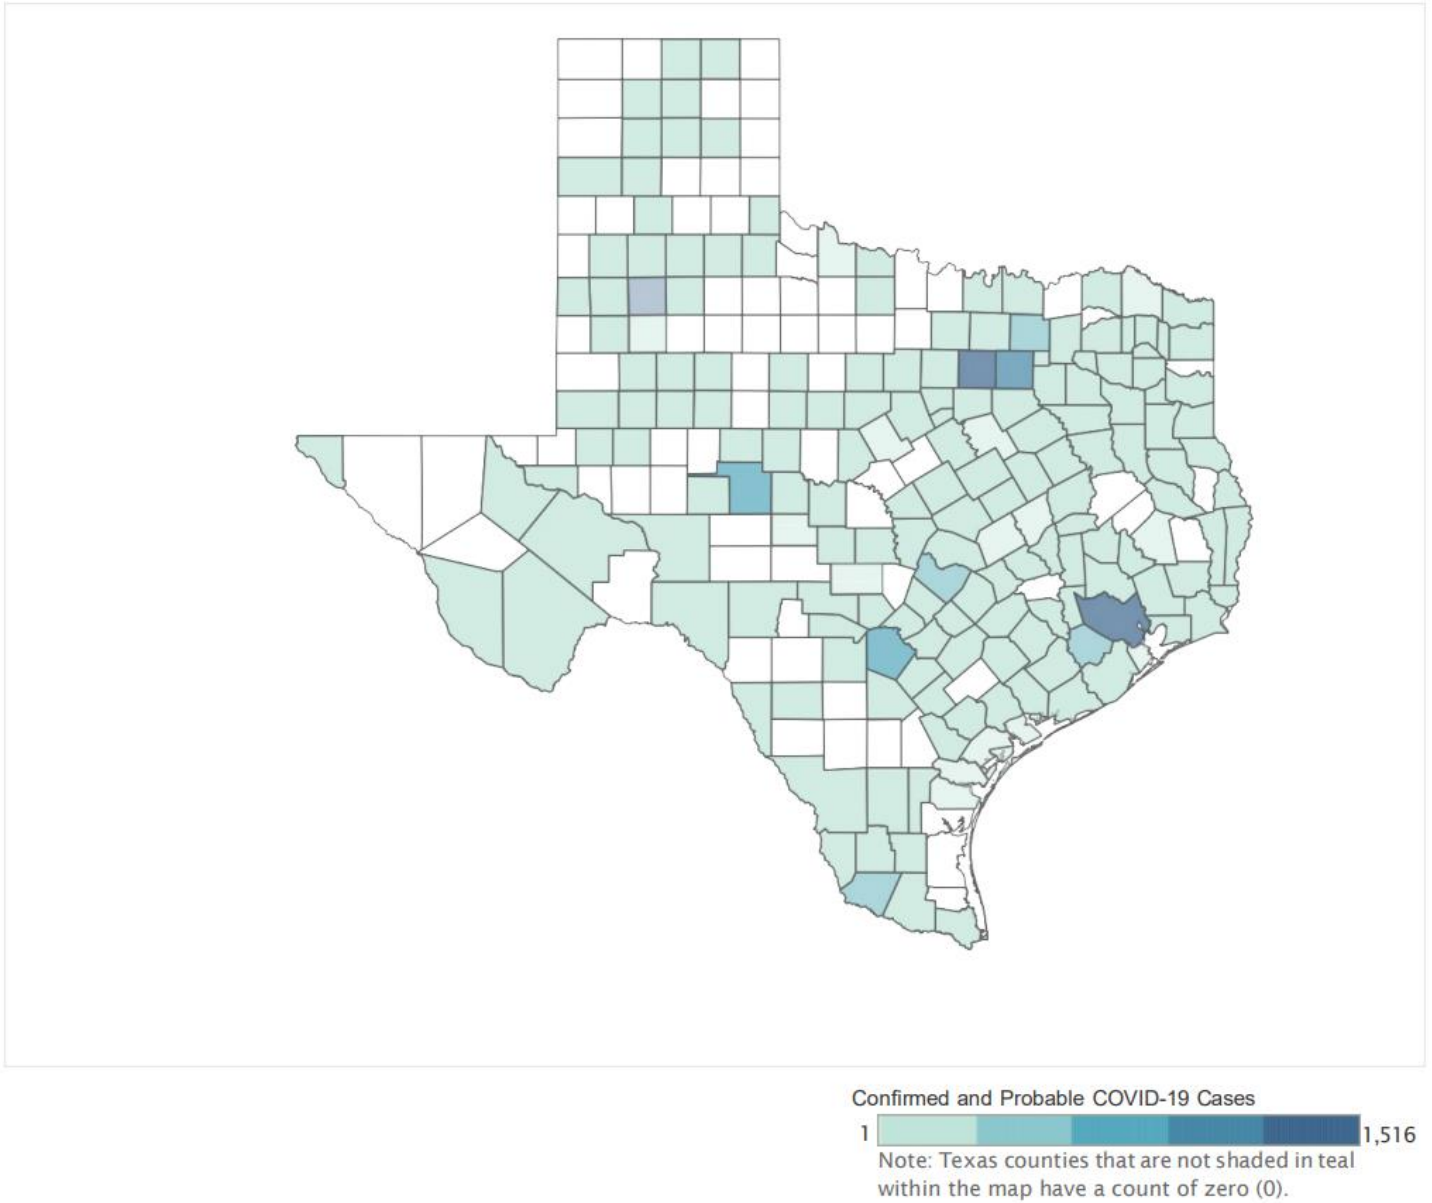 Confirmed and Probable COVID-19 Cases
1 1,516
Note: Texas counties that are not shaded in teal
within the map have a count of zero (0).